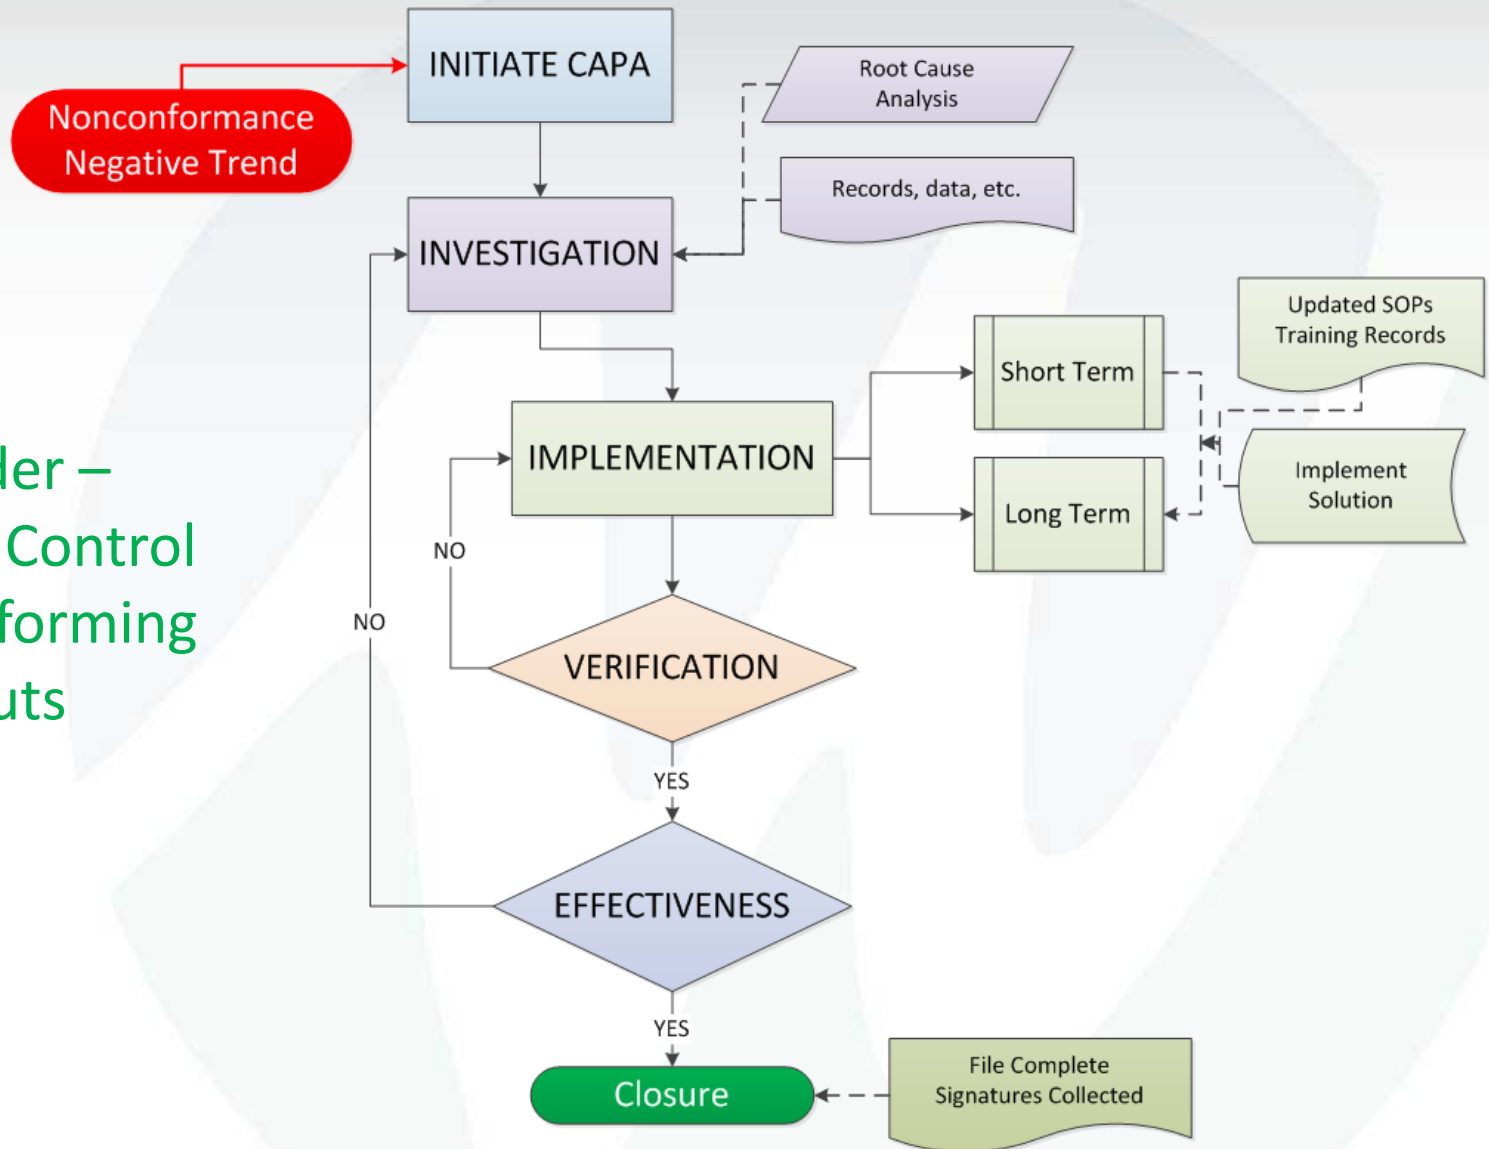 INITIATE CAPA
Nonconformance
Negative Trend
Root Cause
Analysis
Records, data, etc.
INVESTIGATION
Updated SOPs
Training Records
Short Term
IMPLEMENTATION
Implement
Solution
Long Term
der –
Control
forming
uts
NO
NO
VERIFICATION
YES
EFFECTIVENESS
YES
Closure
File Complete
Signatures Collected